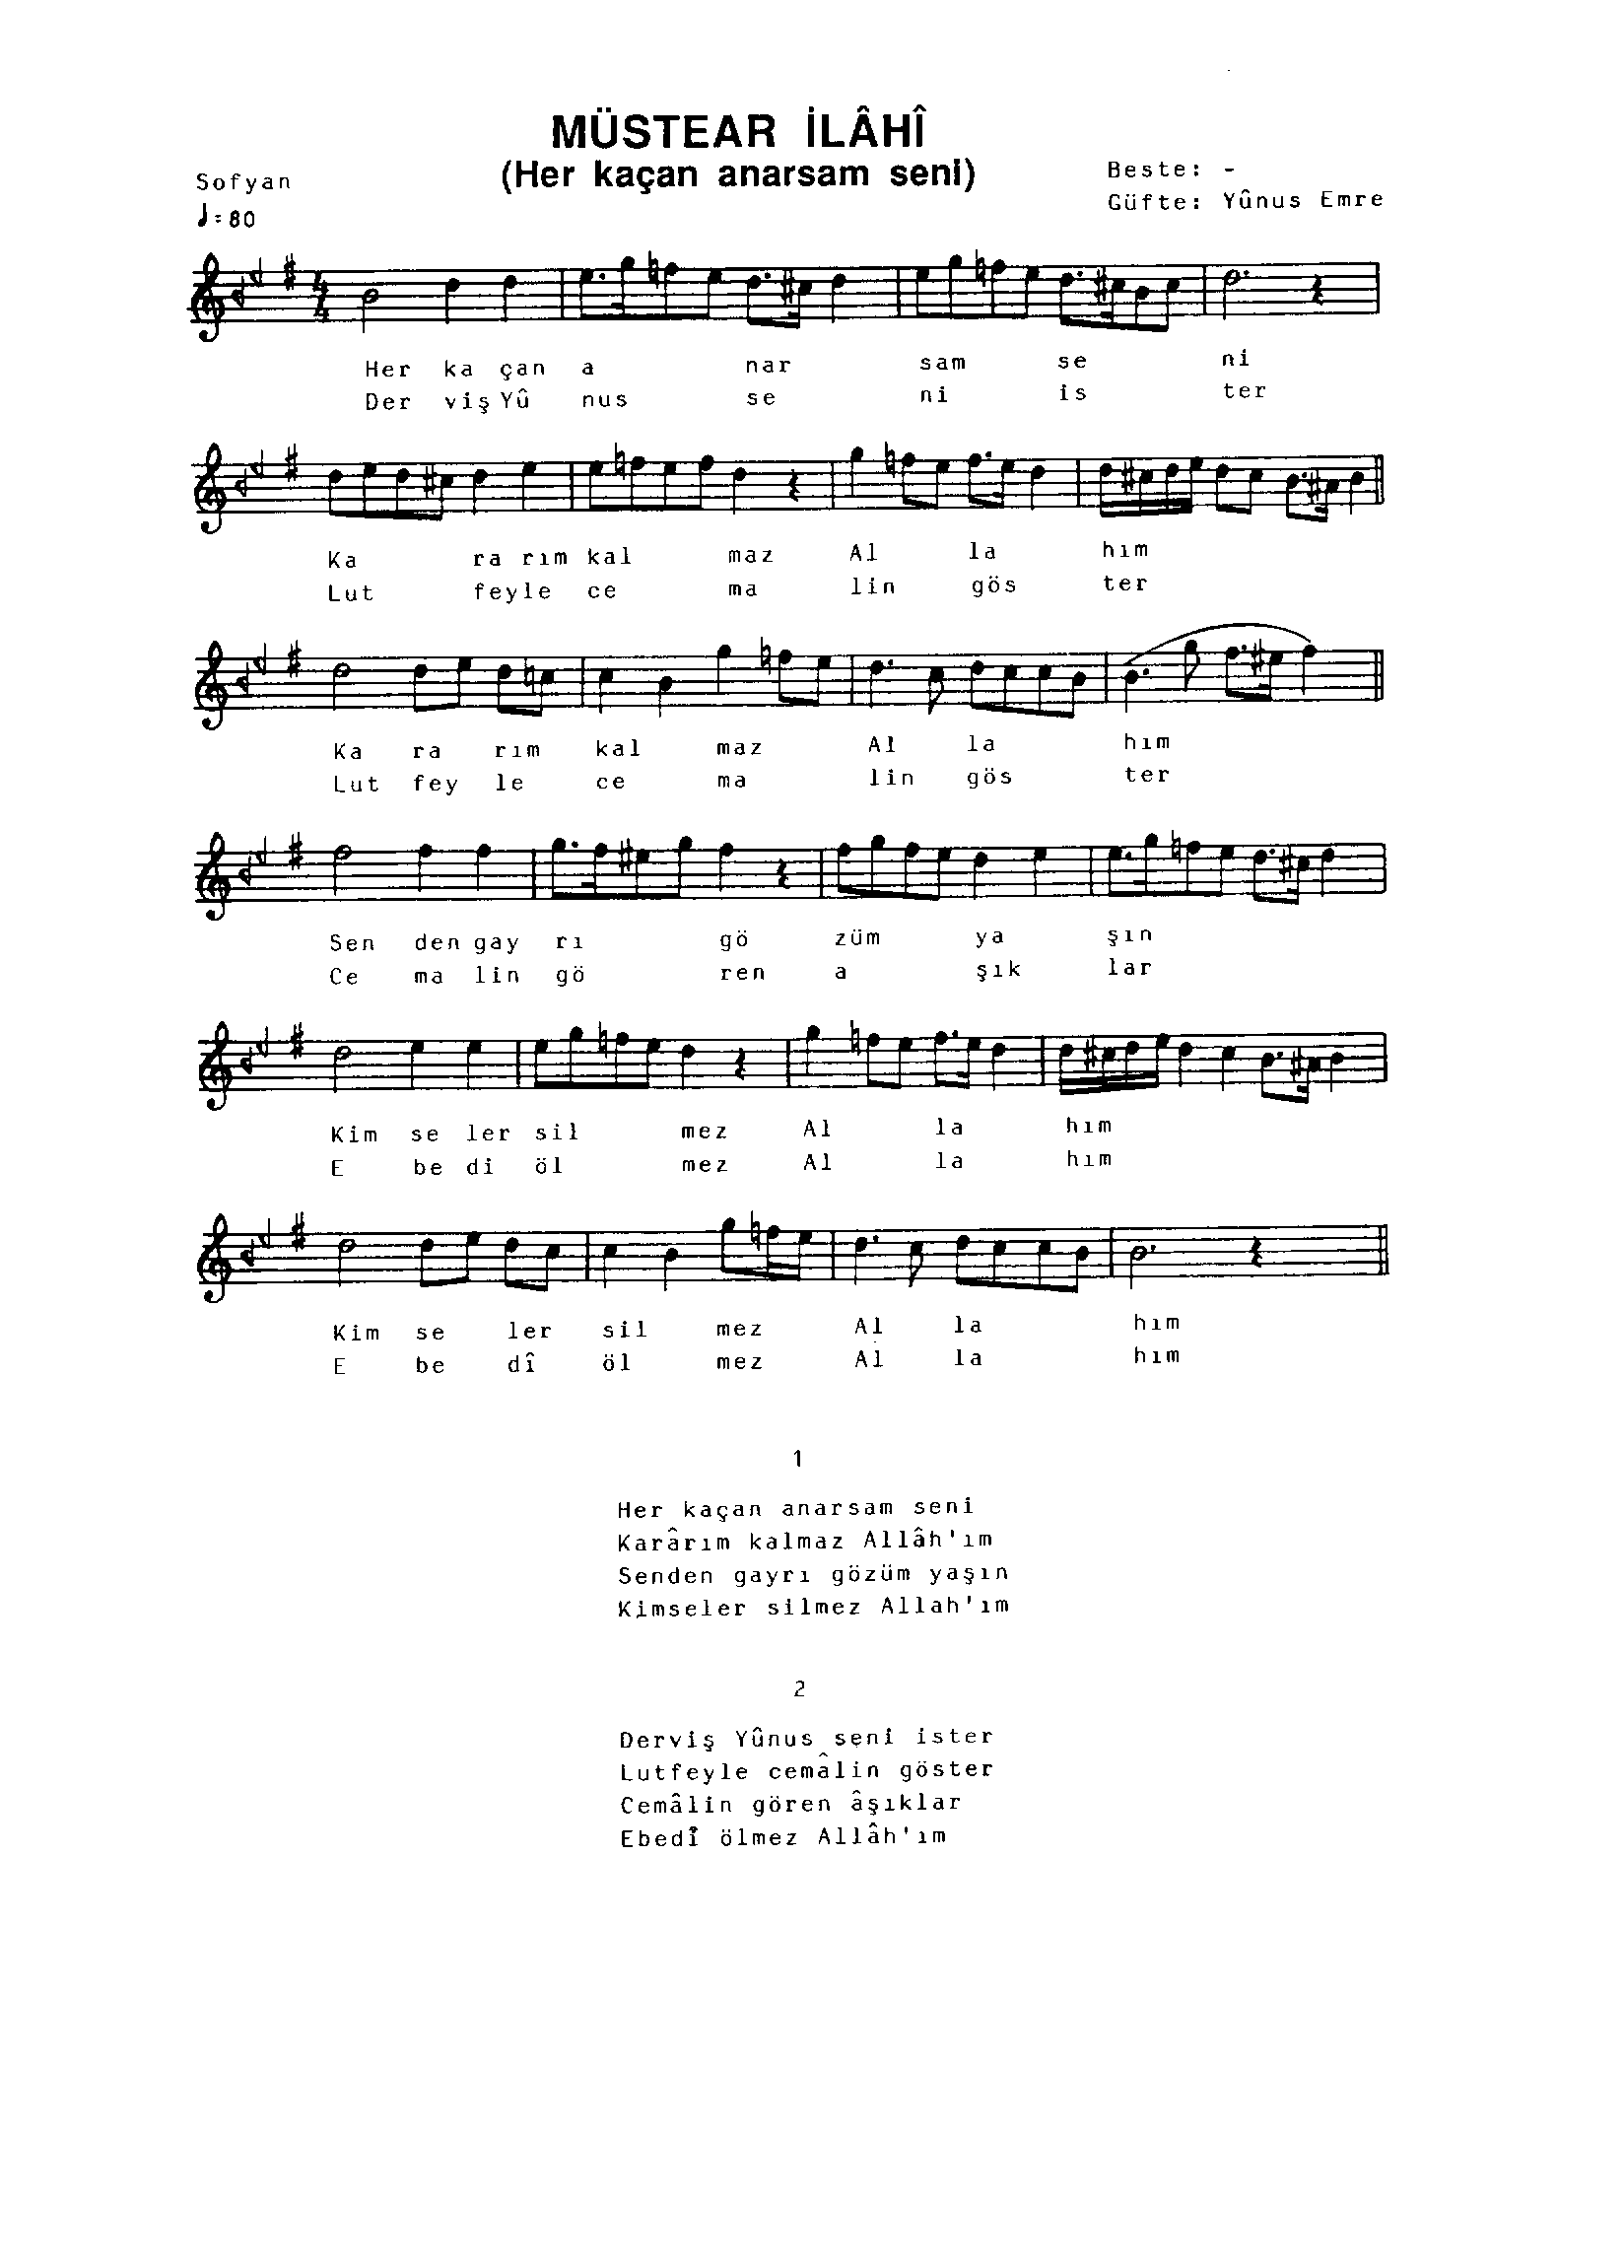 MÜSTEAR İLÂHÎ
(Her kaçan anarsam seni)
Sofyan
♩=80
Beste: -
Güfte: Yûnus Emre
4
4
Her ka çan a nar sam se ni
Der viş Yû nus se ni is ter
Ka ra rım kal maz Al la hım
Lut feyle ce ma lin gös ter
Ka ra rım kal maz Al la hım
Lut fey le ce ma lin gös ter
Sen den gay rı gö züm ya şın
Ce ma lin gö ren a şık lar
Kim se ler sil mez Al la hım
E be di öl mez Al la hım
Kim se ler sil mez Al la hım
E be dî öl mez Al la hım
1
Her kaçan anarsam seni
Karârım kalmaz Allâh'ım
Senden gayrı gözüm yaşın
Kimseler silmez Allah'ım
2
Derviş Yûnus seni ister
Lutfeyle cemâlin göster
Cemâlin gören âşıklar
Ebedî ölmez Allâh'ım